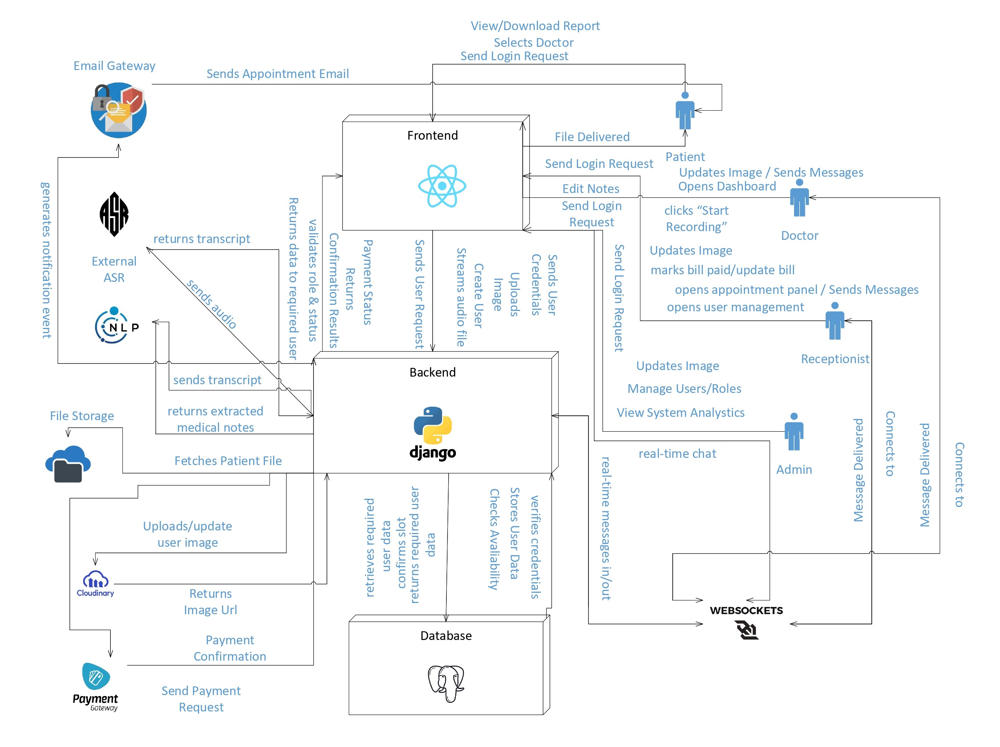 View/Download Report
Selects Doctor
Send Login Request
Email Gateway
Sends Appointment Email
Frontend
File Delivered
Patient
Send Login Request
Updates Image / Sends Messages
Opens Dashboard
Edit Notes
Send Login
Request
clicks “Start
Recording”
Doctor
generates notification event
ASR
returns transcript
External
ASR
sends audio
NLP
Returns data to required user
validates role & status
Confirmation Results
Returns
Payment Status
Sends User Request
Streams audio file
Create User
Image
Uploads
Credentials
Sends User
Send Login Request
Updates Image
marks bill paid/update bill
opens appointment panel / Sends Messages
opens user management
Receptionist
Backend
sends transcript
returns extracted
medical notes
django
Updates Image
Manage Users/Roles
View System Analystics
Admin
File Storage
Fetches Patient File
real-time chat
real-time messages in/out
Message Delivered
Connects to
Message Delivered
Connects to
Uploads/update
user image
Cloudinary
Returns
Image Url
retrieves required
user data
confirms slot
returns required user
data
Checks Avaliability
Stores User Data
verifies credentials
WEBSOCKETS
Database
Payment
Confirmation
Payment
Gateway
Send Payment
Request